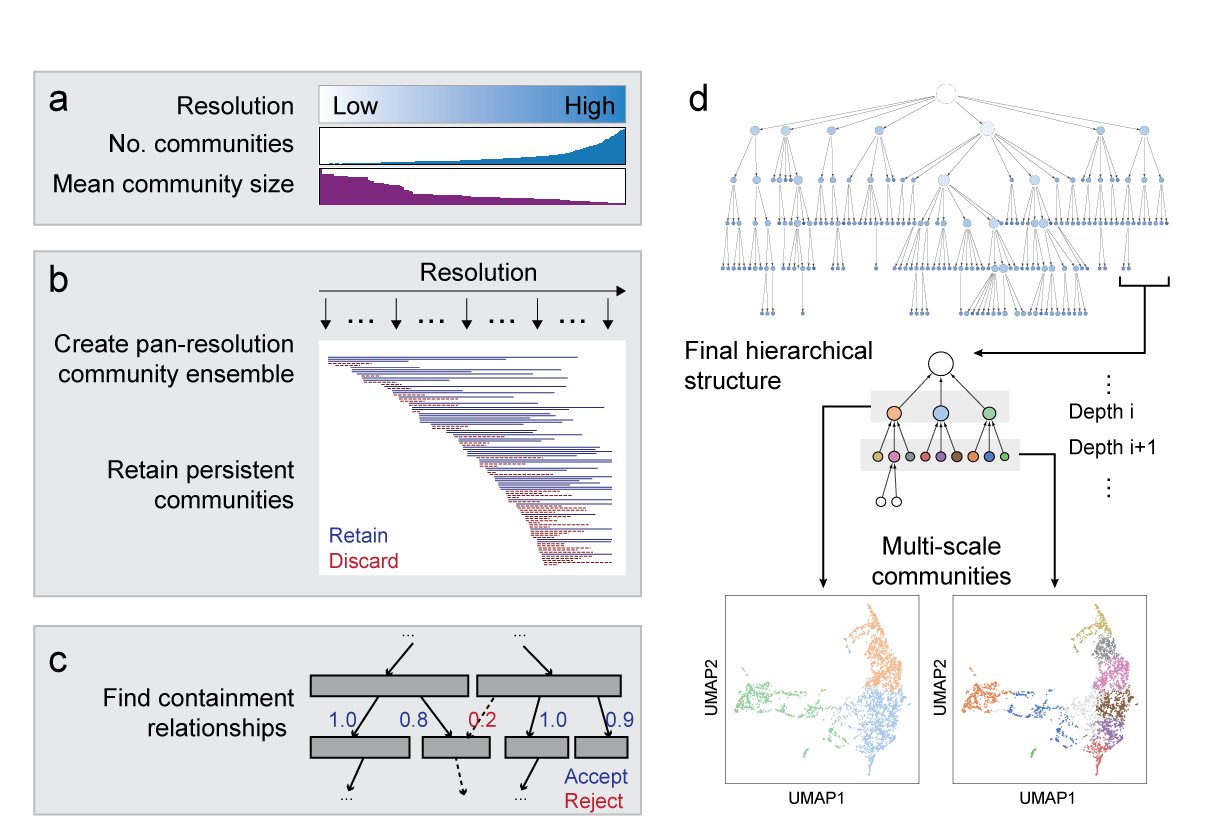 a
Resolution
Low
High
No. communities
Mean community size
b
Resolution
... ... ... ...
Create pan-resolution
community ensemble
Retain persistent
communities
Retain
Discard
c
... ...
Find containment
relationships
1.0 0.8 0.2 1.0 0.9
Accept
Reject
... ...
d
Final hierarchical
structure
...
Depth i
Depth i+1
...
Multi-scale
communities
UMAP2
UMAP1
UMAP2
UMAP1